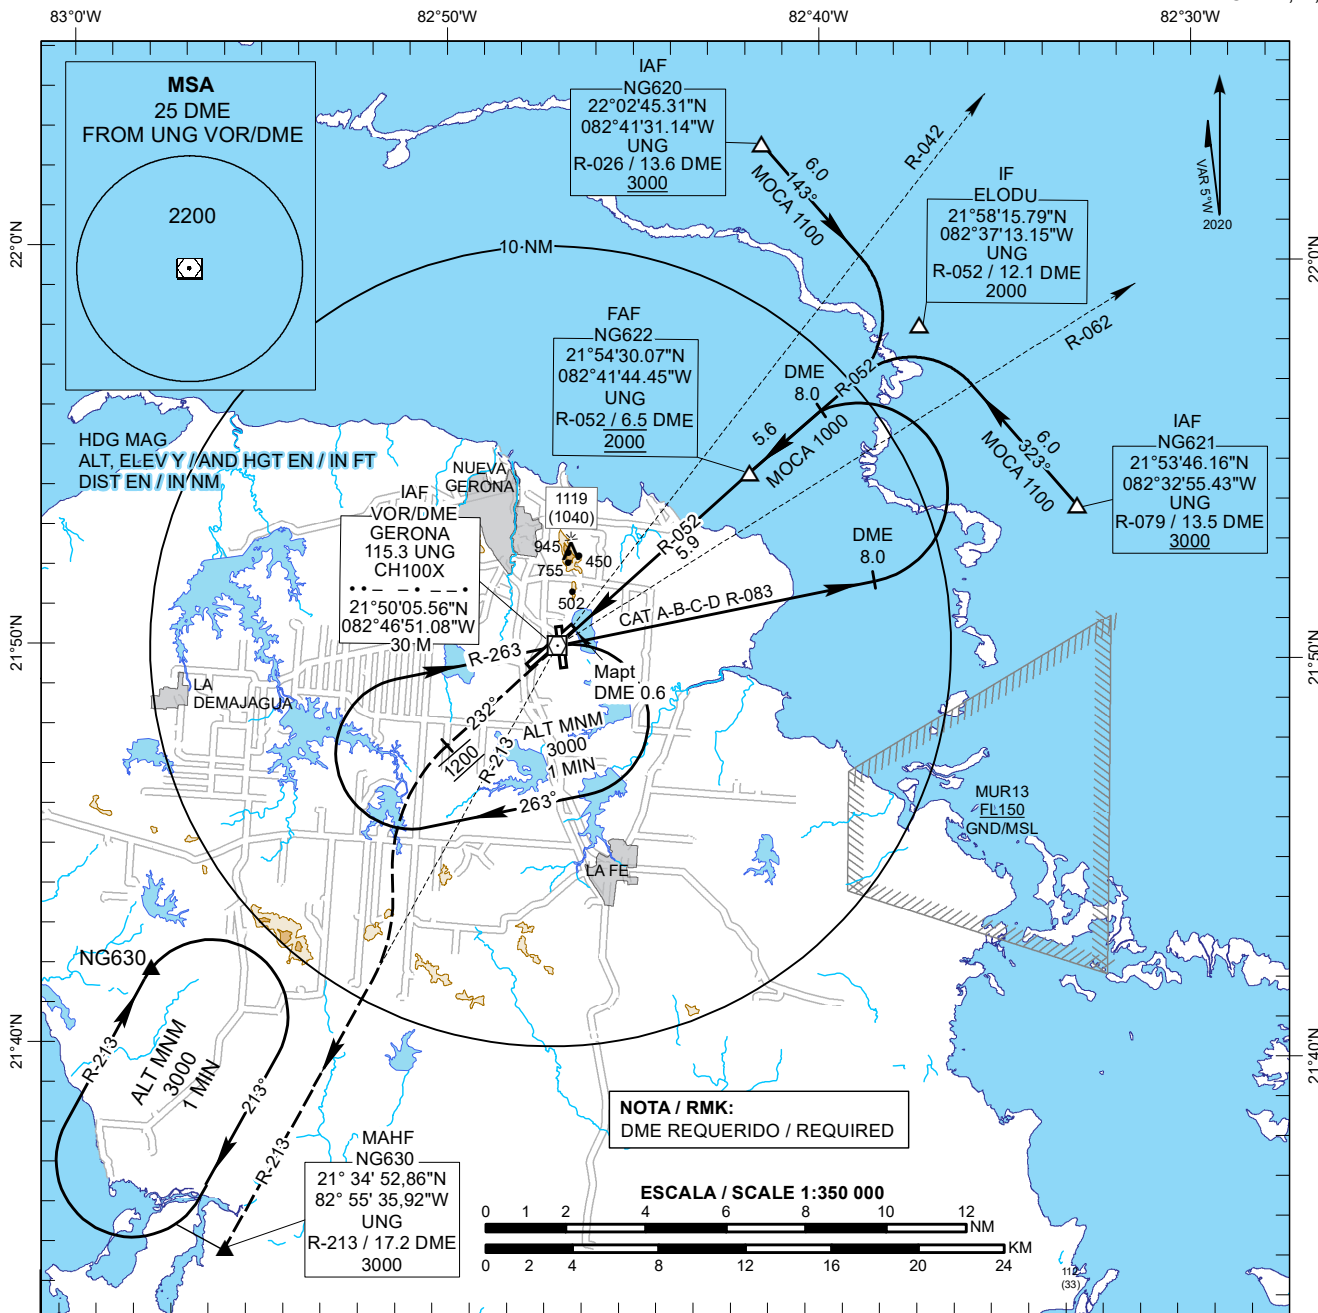 83°0'W
82°50'W
82°40'W
82°30'W
MSA
25 DME
FROM UNG VOR/DME
2200
IAF
NG620
22°02'45.31"N
082°41'31.14"W
UNG
R-026 / 13.6 DME
3000
6.0
143°
MOCA 1100
R-042
IF
ELODU
21°58'15.79"N
082°37'13.15"W
UNG
R-052 / 12.1 DME
2000
VAR 5°W
2020
22°0'N
22°0'N
10 NM
R-062
FAF
NG622
21°54'30.07"N
082°41'44.45"W
UNG
R-052 / 6.5 DME
2000
DME
8.0
R-052
5.6
MOCA 1000
6.0
323°
MOCA 1100
IAF
NG621
21°53'46.16"N
082°32'55.43"W
UNG
R-079 / 13.5 DME
3000
HDG MAG
ALT, ELEV Y / AND HGT EN / IN FT
DIST EN / IN NM
NUEVA
GERONA
IAF
VOR/DME
GERONA
115.3 UNG
CH100X
21°50'05.56"N
082°46'51.08"W
30 M
1119
(1040)
945
450
755
502
R-052
5.9
DME
8.0
CAT A-B-C-D R-083
21°50'N
21°50'N
R-263
Mapt
DME 0.6
LA
DEMAJAGUA
232°
1200
R-213
ALT MNM
3000
1 MIN
263°
MUR13
FL150
GND/MSL
LA FE
NG630
R-213
ALT MNM
3000
1 MIN
213°
R-213
21°40'N
21°40'N
NOTA / RMK:
DME REQUERIDO / REQUIRED
MAHF
NG630
21° 34' 52,86"N
82° 55' 35,92"W
UNG
R-213 / 17.2 DME
3000
ESCALA / SCALE 1:350 000
0 1 2 4 6 8 10 12
NM
KM
0 2 4 8 12 16 20 24
112
(33)